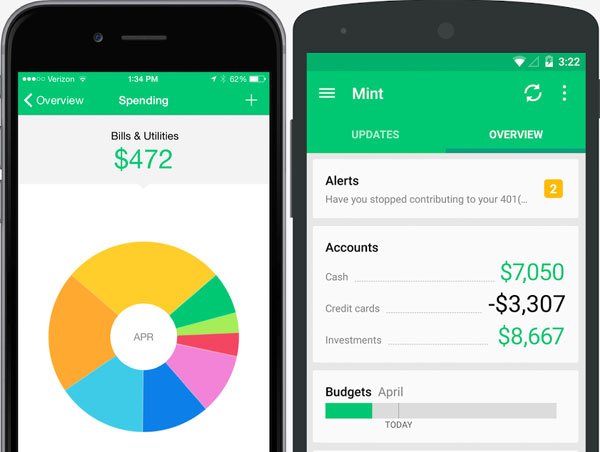 Verizon 1:34 PM 62%
Overview Spending +
Bills & Utilities
$472
APR
3:22
Mint
UPDATES OVERVIEW
Alerts
Have you stopped contributing to your 401(...
2
Accounts
Cash $7,050
Credit cards -$3,307
Investments $8,667
Budgets April
TODAY